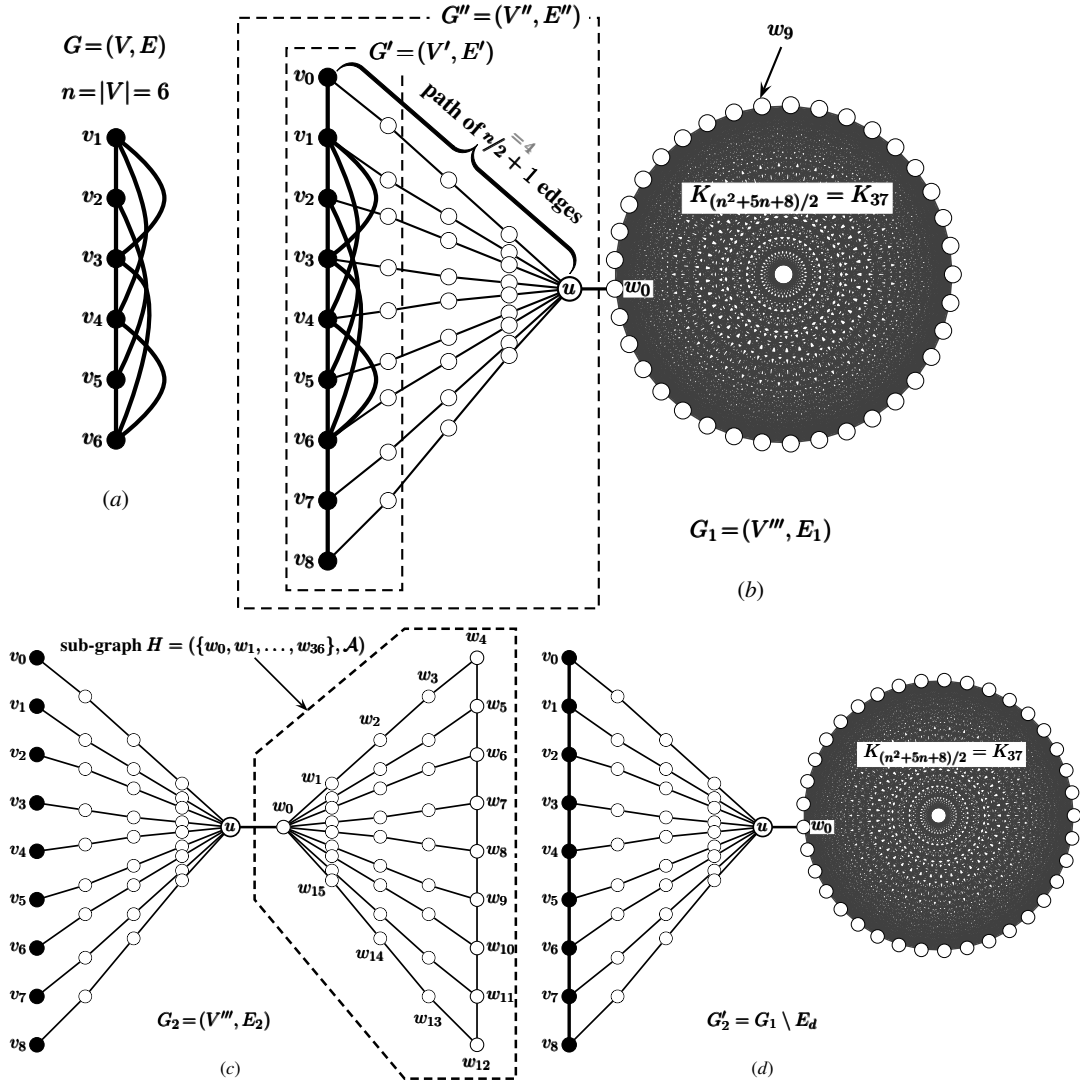 G = (V, E)
n = |V| = 6
v1
v2
v3
v4
v5
v6
(a)
G″ = (V″, E″)
G′ = (V′, E′)
v0
v1
v2
v3
v4
v5
v6
v7
v8
path of n/2 + 1 edges
=4
u
w0
w9
K(n²+5n+8)/2 = K37
G1 = (V‴, E1)
(b)
sub-graph H = ({w0, w1, . . . , w36}, A)
v0
v1
v2
v3
v4
v5
v6
v7
v8
u
w0
w1
w2
w3
w4
w5
w6
w7
w8
w9
w10
w11
w12
w13
w14
w15
G2 = (V‴, E2)
(c)
v0
v1
v2
v3
v4
v5
v6
v7
v8
u
w0
K(n²+5n+8)/2 = K37
G′2 = G1 \ Ed
(d)